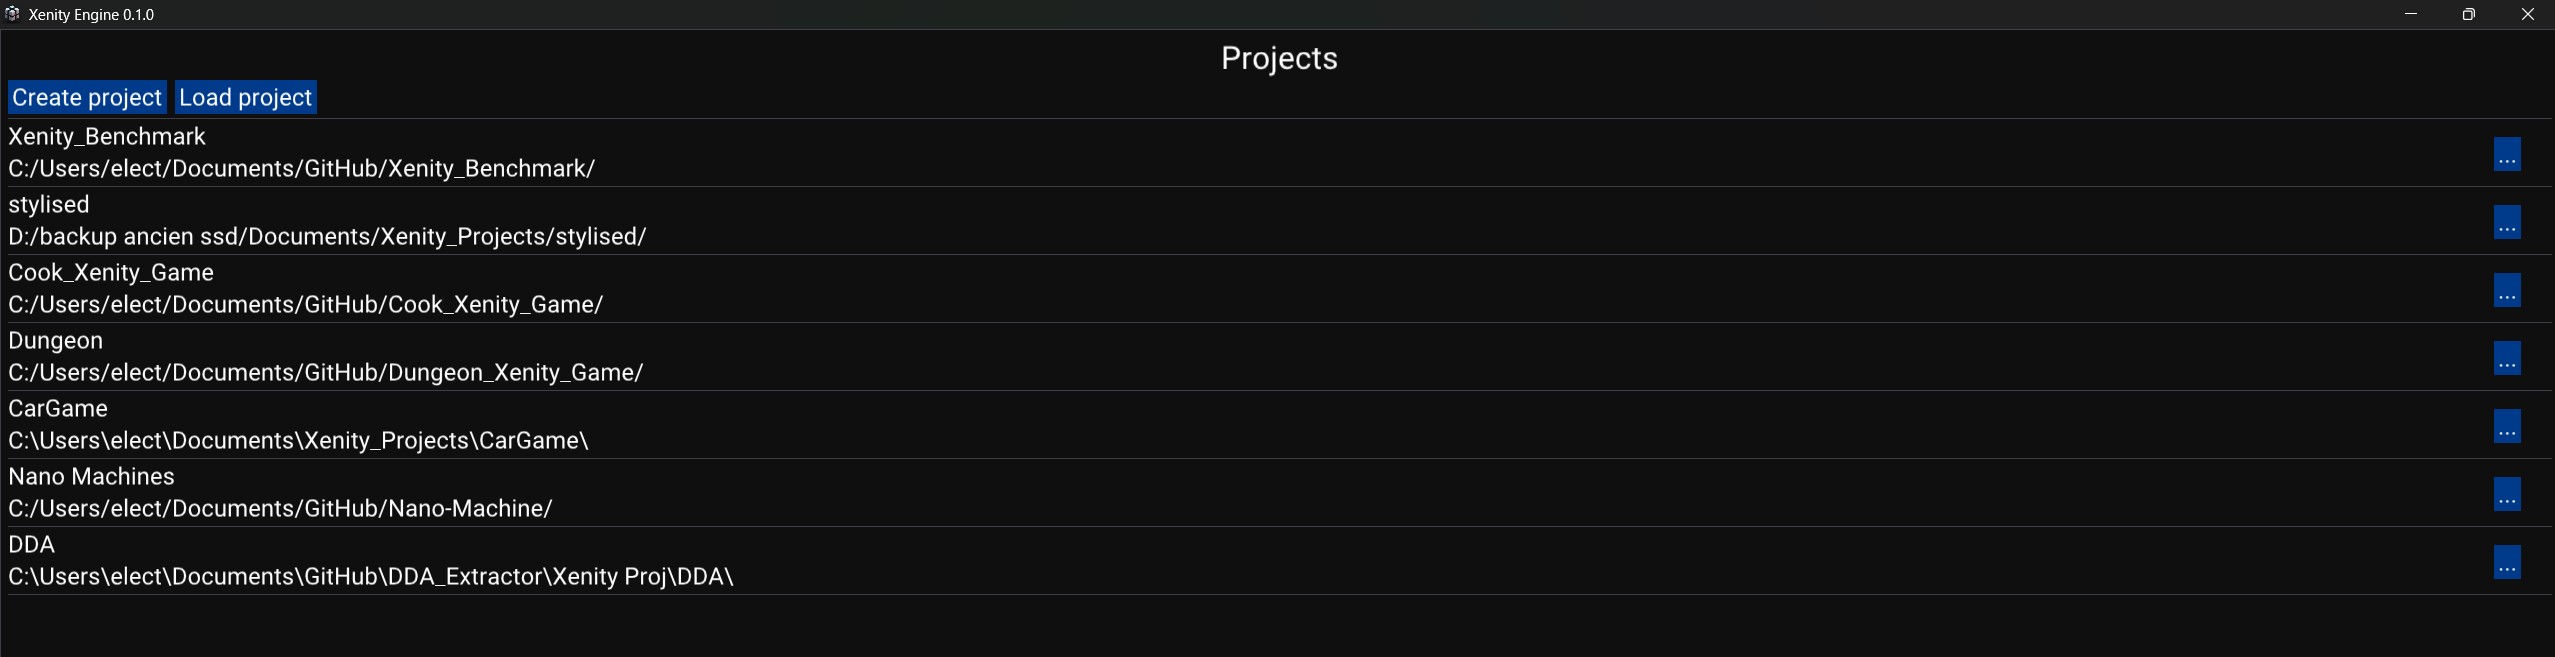 Xenity Engine 0.1.0
Projects
Create project Load project
Xenity_Benchmark
C:/Users/elect/Documents/GitHub/Xenity_Benchmark/
...
stylised
D:/backup ancien ssd/Documents/Xenity_Projects/stylised/
...
Cook_Xenity_Game
C:/Users/elect/Documents/GitHub/Cook_Xenity_Game/
...
Dungeon
C:/Users/elect/Documents/GitHub/Dungeon_Xenity_Game/
...
CarGame
C:\Users\elect\Documents\Xenity_Projects\CarGame\
...
Nano Machines
C:/Users/elect/Documents/GitHub/Nano-Machine/
...
DDA
C:\Users\elect\Documents\GitHub\DDA_Extractor\Xenity Proj\DDA\
...